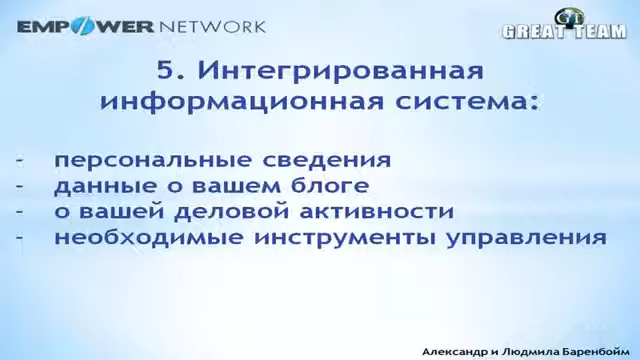 EMPOWER NETWORK
GREAT TEAM
5. Интегрированная
информационная система:
- персональные сведения
- данные о вашем блоге
- о вашей деловой активности
- необходимые инструменты управления
Александр и Людмила Баренбойм